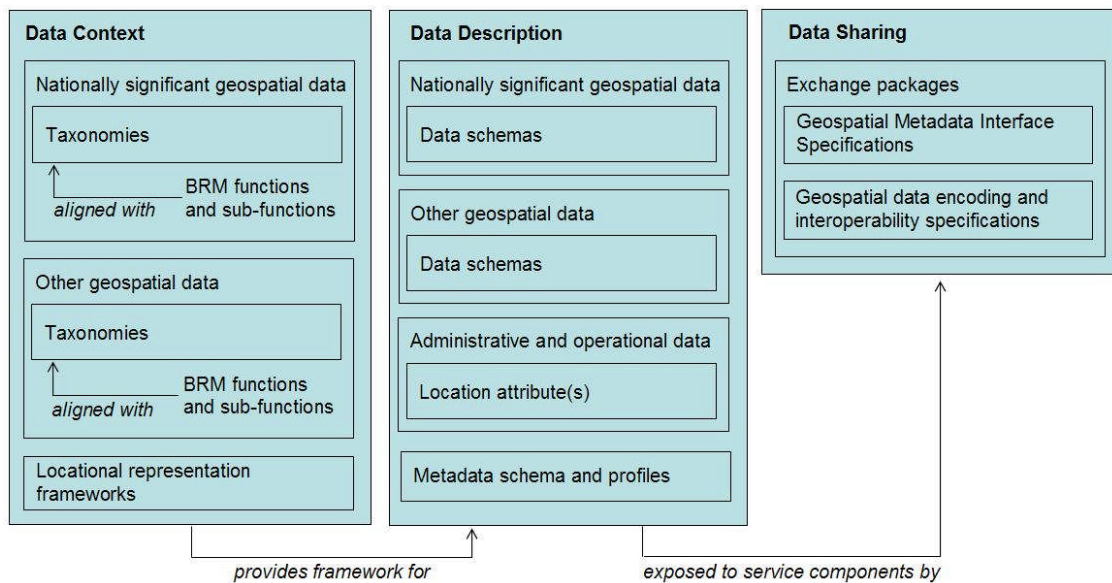 Data Context
Nationally significant geospatial data
Taxonomies
BRM functions
aligned with and sub-functions
Other geospatial data
Taxonomies
BRM functions
aligned with and sub-functions
Locational representation
frameworks
Data Description
Nationally significant geospatial data
Data schemas
Other geospatial data
Data schemas
Administrative and operational data
Location attribute(s)
Metadata schema and profiles
Data Sharing
Exchange packages
Geospatial Metadata Interface
Specifications
Geospatial data encoding and
interoperability specifications
provides framework for
exposed to service components by